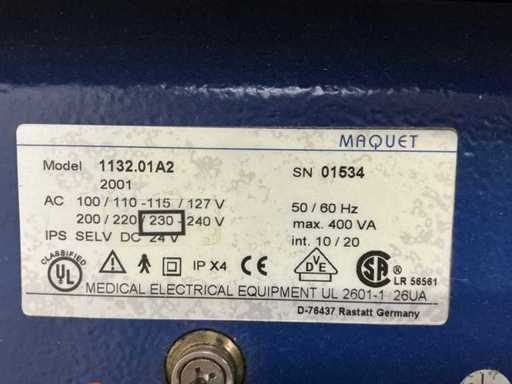 MAQUET
Model 1132.01A2 SN 01534
2001
AC 100 / 110 -115 / 127 V 50 / 60 Hz
200 / 220 / 230 - 240 V max. 400 VA
IPS SELV DC 24 V int. 10 / 20
CLASSIFIED UL ® IP X4 CE VDE SA ® LR 56561
MEDICAL ELECTRICAL EQUIPMENT UL 2601-1 26UA
D-76437 Rastatt Germany